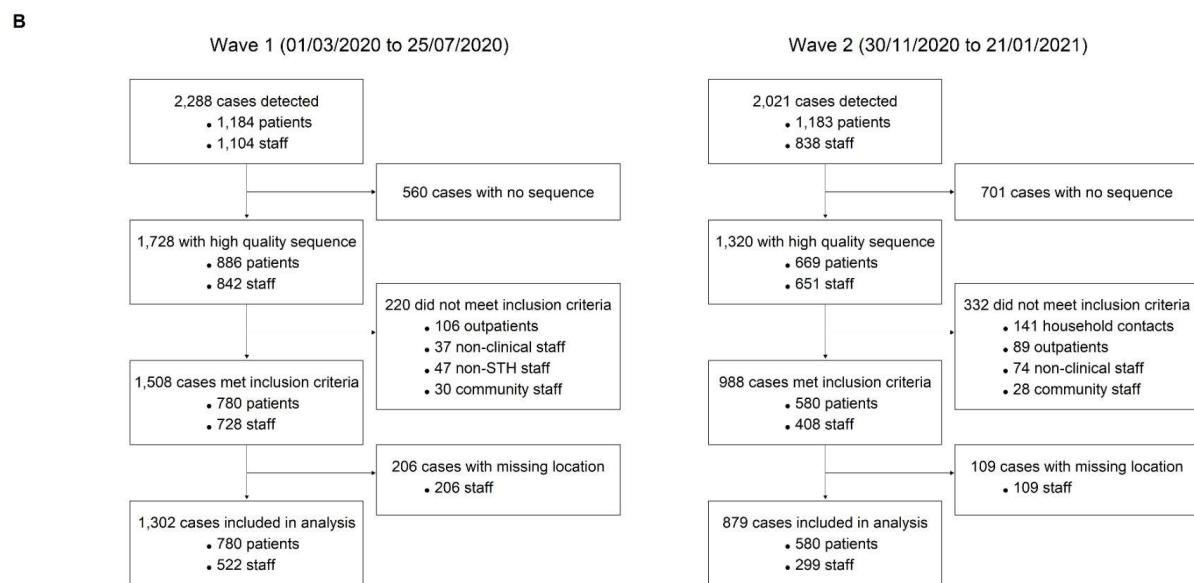 B
Wave 1 (01/03/2020 to 25/07/2020)
2,288 cases detected
• 1,184 patients
• 1,104 staff
560 cases with no sequence
1,728 with high quality sequence
• 886 patients
• 842 staff
220 did not meet inclusion criteria
• 106 outpatients
• 37 non-clinical staff
• 47 non-STH staff
• 30 community staff
1,508 cases met inclusion criteria
• 780 patients
• 728 staff
206 cases with missing location
• 206 staff
1,302 cases included in analysis
• 780 patients
• 522 staff
Wave 2 (30/11/2020 to 21/01/2021)
2,021 cases detected
• 1,183 patients
• 838 staff
701 cases with no sequence
1,320 with high quality sequence
• 669 patients
• 651 staff
332 did not meet inclusion criteria
• 141 household contacts
• 89 outpatients
• 74 non-clinical staff
• 28 community staff
988 cases met inclusion criteria
• 580 patients
• 408 staff
109 cases with missing location
• 109 staff
879 cases included in analysis
• 580 patients
• 299 staff